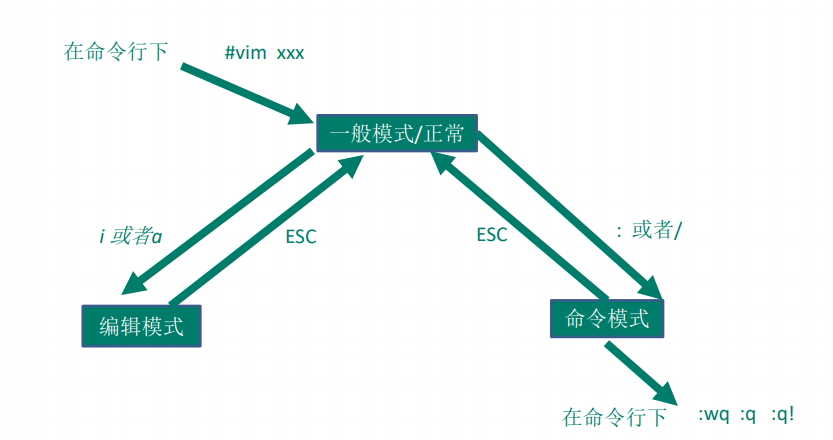 在命令行下 #vim xxx
一般模式/正常
i 或者a
ESC
ESC
: 或者/
编辑模式
命令模式
在命令行下 :wq :q :q!